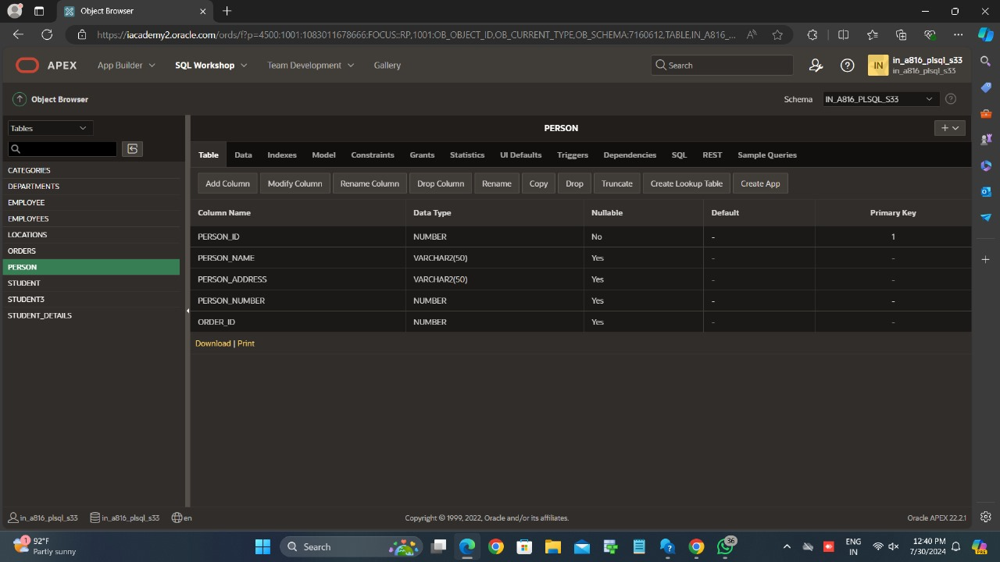 Object Browser
https://iacademy2.oracle.com/ords/f?p=4500:1001:1083011678666:FOCUS::RP,1001:OB_OBJECT_ID,OB_CURRENT_TYPE,OB_SCHEMA:7160612,TABLE,IN_A816_...
APEX App Builder SQL Workshop Team Development Gallery Search IN in_a816_plsql_s33
in_a816_plsql_s33
Object Browser Schema IN_A816_PLSQL_S33
Tables PERSON
Table Data Indexes Model Constraints Grants Statistics UI Defaults Triggers Dependencies SQL REST Sample Queries
Add Column Modify Column Rename Column Drop Column Rename Copy Drop Truncate Create Lookup Table Create App
CATEGORIES
DEPARTMENTS
EMPLOYEE
EMPLOYEES
LOCATIONS
ORDERS
PERSON
STUDENT
STUDENT3
STUDENT_DETAILS
Column Name Data Type Nullable Default Primary Key
PERSON_ID NUMBER No - 1
PERSON_NAME VARCHAR2(50) Yes - -
PERSON_ADDRESS VARCHAR2(50) Yes - -
PERSON_NUMBER NUMBER Yes - -
ORDER_ID NUMBER Yes - -
Download | Print
in_a816_plsql_s33 in_a816_plsql_s33 en Copyright © 1999, 2022, Oracle and/or its affiliates. Oracle APEX 22.2.1
1 92°F
Partly sunny
Search
36
ENG
IN
12:40 PM
7/30/2024
PRE